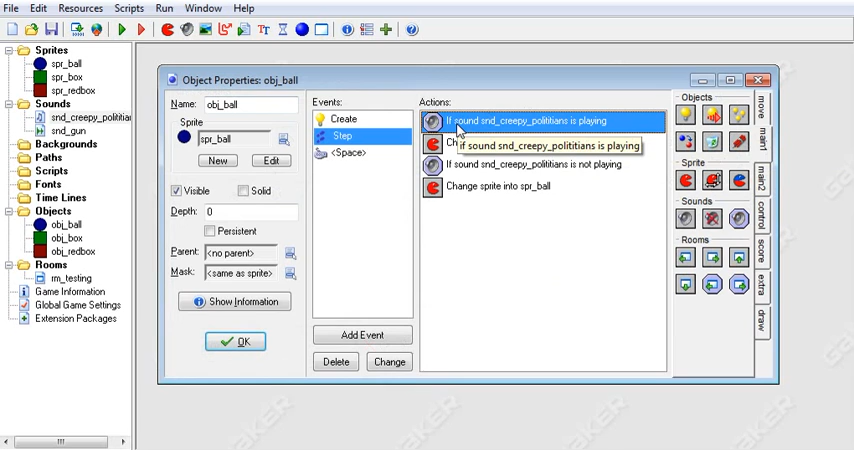 File Edit Resources Scripts Run Window Help
Sprites
spr_ball
spr_box
spr_redbox
Sounds
snd_creepy_polititia
snd_gun
Backgrounds
Paths
Scripts
Fonts
Time Lines
Objects
obj_ball
obj_box
obj_redbox
Rooms
rm_testing
Game Information
Global Game Settings
Extension Packages
Object Properties: obj_ball
Name: obj_ball
Sprite
spr_ball
New Edit
Visible Solid
Depth: 0
Persistent
Parent: <no parent>
Mask: <same as sprite>
Show Information
OK
Events:
Create
Step
<Space>
Add Event
Delete Change
Actions:
If sound snd_creepy_polititians is playing
if sound snd_creepy_polititians is playing
If sound snd_creepy_polititians is not playing
Change sprite into spr_ball
Objects
Sprite
Sounds
Rooms
move
main1
main2
control
score
extra
draw